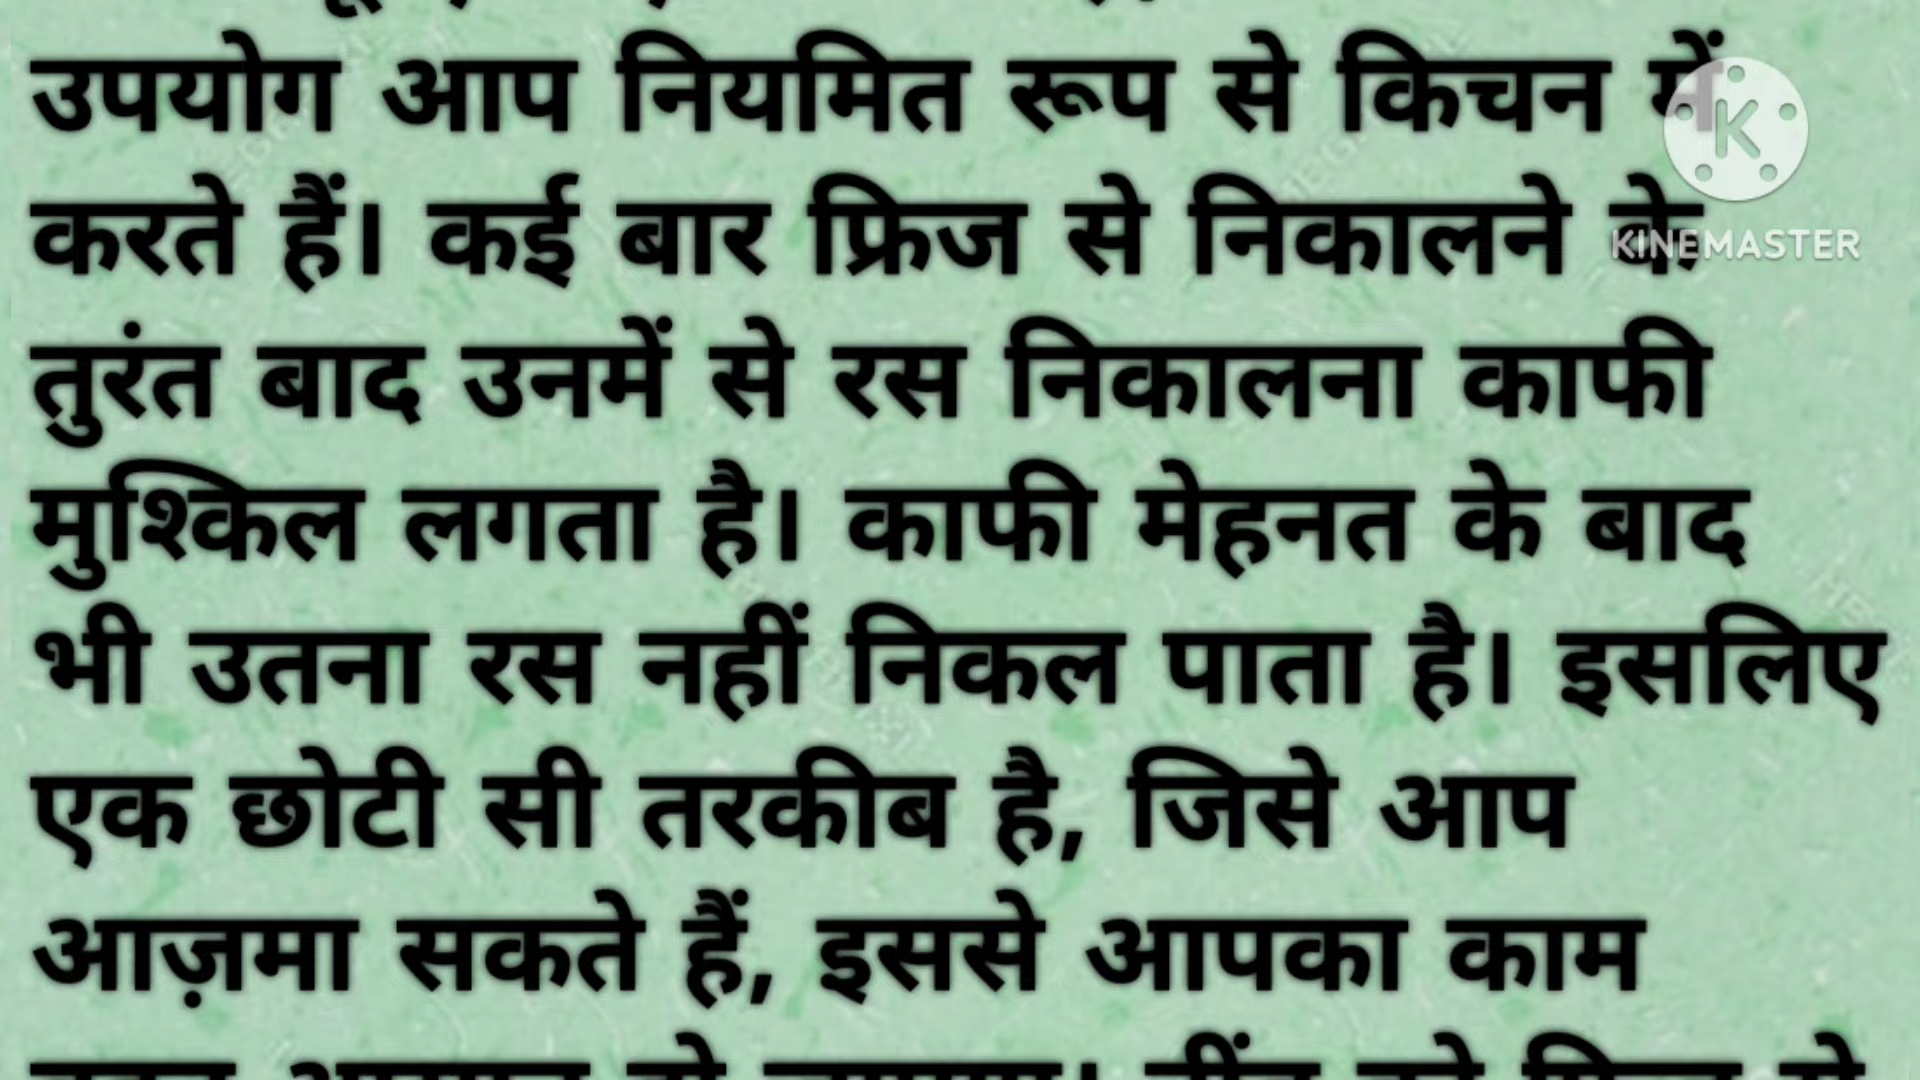 उपयोग आप नियमित रूप से किचन में
करते हैं। कई बार फ्रिज से निकालने के
KINEMASTER
तुरंत बाद उनमें से रस निकालना काफी
मुश्किल लगता है। काफी मेहनत के बाद
भी उतना रस नहीं निकल पाता है। इसलिए
एक छोटी सी तरकीब है, जिसे आप
आज़मा सकते हैं, इससे आपका काम